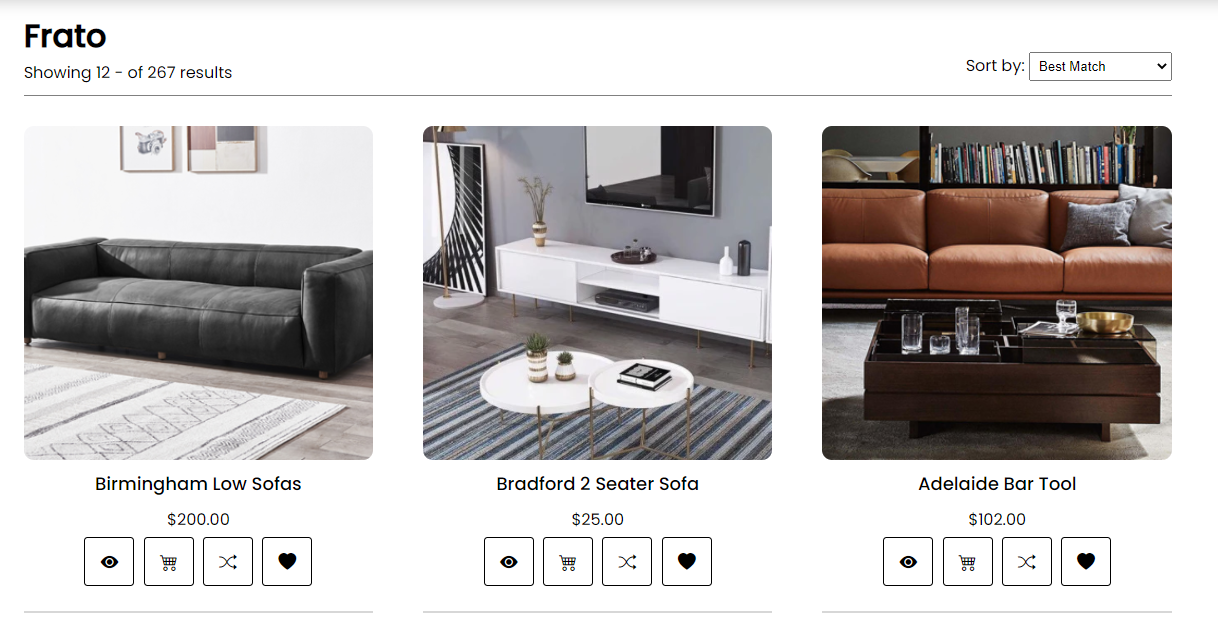 Frato
Showing 12 - of 267 results
Sort by: Best Match
Birmingham Low Sofas
Bradford 2 Seater Sofa
Adelaide Bar Tool
$200.00
$25.00
$102.00